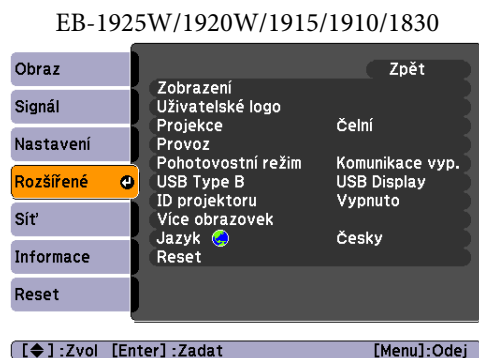 EB-1925W/1920W/1915/1910/1830
Obraz
Signál
Nastavení
Rozšířené
Síť
Informace
Reset
Zpět
Zobrazení
Uživatelské logo
Projekce Čelní
Provoz
Pohotovostní režim Komunikace vyp.
USB Type B USB Display
ID projektoru Vypnuto
Více obrazovek
Jazyk Česky
Reset
[◆] :Zvol [Enter] :Zadat [Menu] :Odej